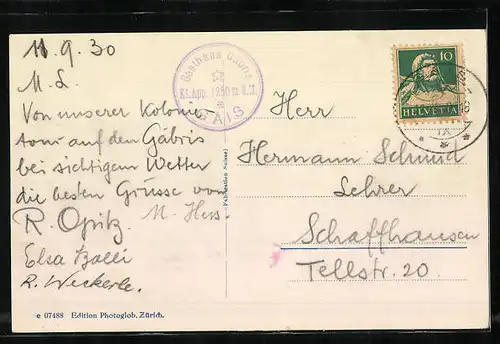 11.9.30
M. L.
Von unserer Kolonie-
tour auf den Gäbris
bei sichtigem Wetter
die besten Grüsse von
R. Opitz. M. Hess.
Elsa
R. Weckerle.
e 07488 Edition Photoglob, Zürich.
Gasthaus Gäbris
Kt. App. 1250 m ü. M.
GAIS
10
HELVETIA
Herr
Hermann Schmid
Lehrer
Schaffhausen
Tellstr. 20.